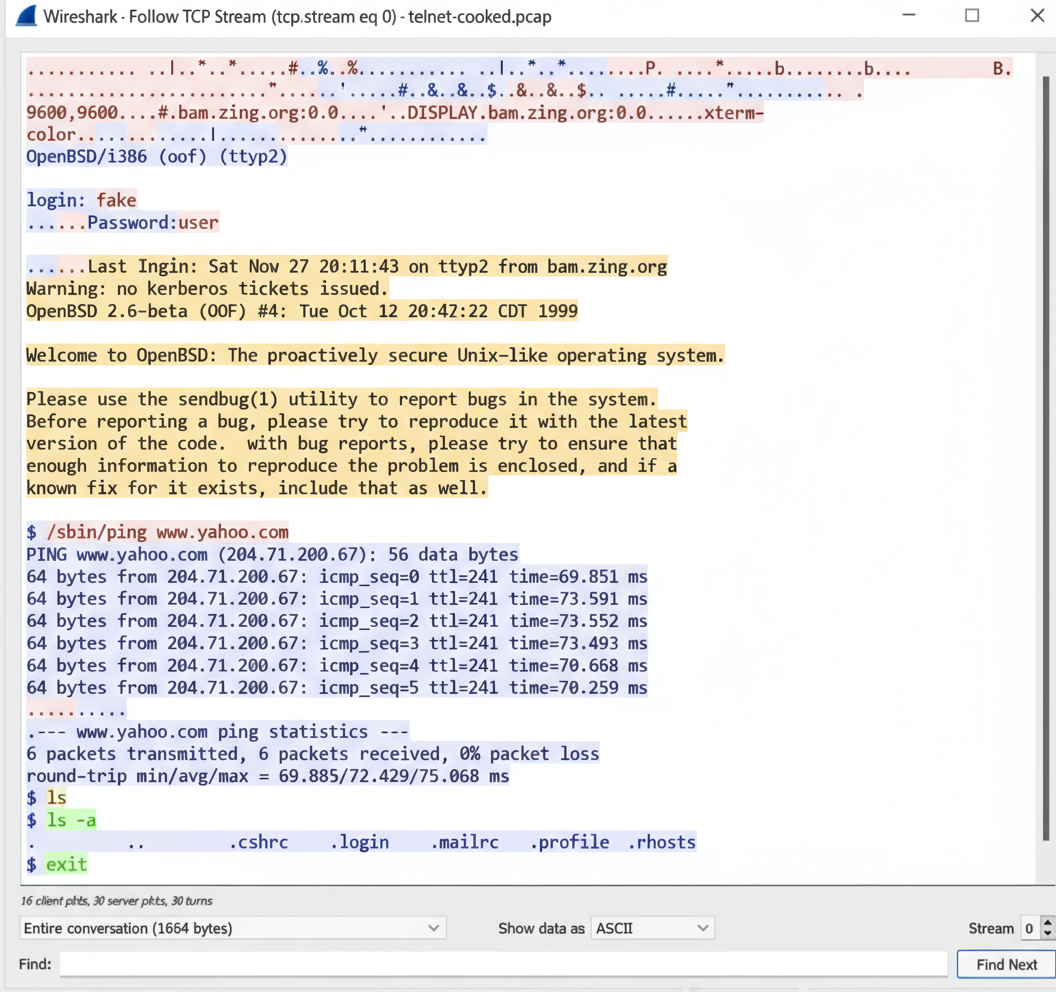 Wireshark · Follow TCP Stream (tcp.stream eq 0) · telnet-cooked.pcap
........... ..|..*..*.....#..%..%........... ..|..*..*........P. ....*.....b........b.... B.
........................".....'.....#..&..&..$..&..&..$.. .....#....."........... .
9600,9600....#.bam.zing.org:0.0....'..DISPLAY.bam.zing.org:0.0......xterm-
color.............|..............."............
OpenBSD/i386 (oof) (ttyp2)
login: fake
......Password:user
......Last Ingin: Sat Nov 27 20:11:43 on ttyp2 from bam.zing.org
Warning: no kerberos tickets issued.
OpenBSD 2.6-beta (OOF) #4: Tue Oct 12 20:42:22 CDT 1999
Welcome to OpenBSD: The proactively secure Unix-like operating system.
Please use the sendbug(1) utility to report bugs in the system.
Before reporting a bug, please try to reproduce it with the latest
version of the code.  with bug reports, please try to ensure that
enough information to reproduce the problem is enclosed, and if a
known fix for it exists, include that as well.
$ /sbin/ping www.yahoo.com
PING www.yahoo.com (204.71.200.67): 56 data bytes
64 bytes from 204.71.200.67: icmp_seq=0 ttl=241 time=69.851 ms
64 bytes from 204.71.200.67: icmp_seq=1 ttl=241 time=73.591 ms
64 bytes from 204.71.200.67: icmp_seq=2 ttl=241 time=73.552 ms
64 bytes from 204.71.200.67: icmp_seq=3 ttl=241 time=73.493 ms
64 bytes from 204.71.200.67: icmp_seq=4 ttl=241 time=70.668 ms
64 bytes from 204.71.200.67: icmp_seq=5 ttl=241 time=70.259 ms
..........
.--- www.yahoo.com ping statistics ---
6 packets transmitted, 6 packets received, 0% packet loss
round-trip min/avg/max = 69.885/72.429/75.068 ms
$ ls
$ ls -a
. .. .cshrc .login .mailrc .profile .rhosts
$ exit
16 client pkts, 30 server pkts, 30 turns
Entire conversation (1664 bytes) Show data as ASCII Stream 0
Find: Find Next